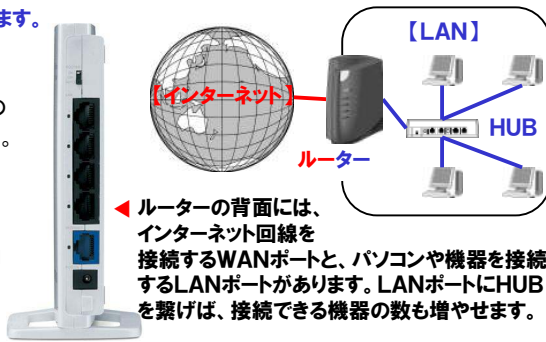 ます。
の
。
【LAN】
【インターネット】
ルーター
HUB
ルーターの背面には、
インターネット回線を
接続するWANポートと、パソコンや機器を接続
するLANポートがあります。LANポートにHUB
を繋げば、接続できる機器の数も増やせます。